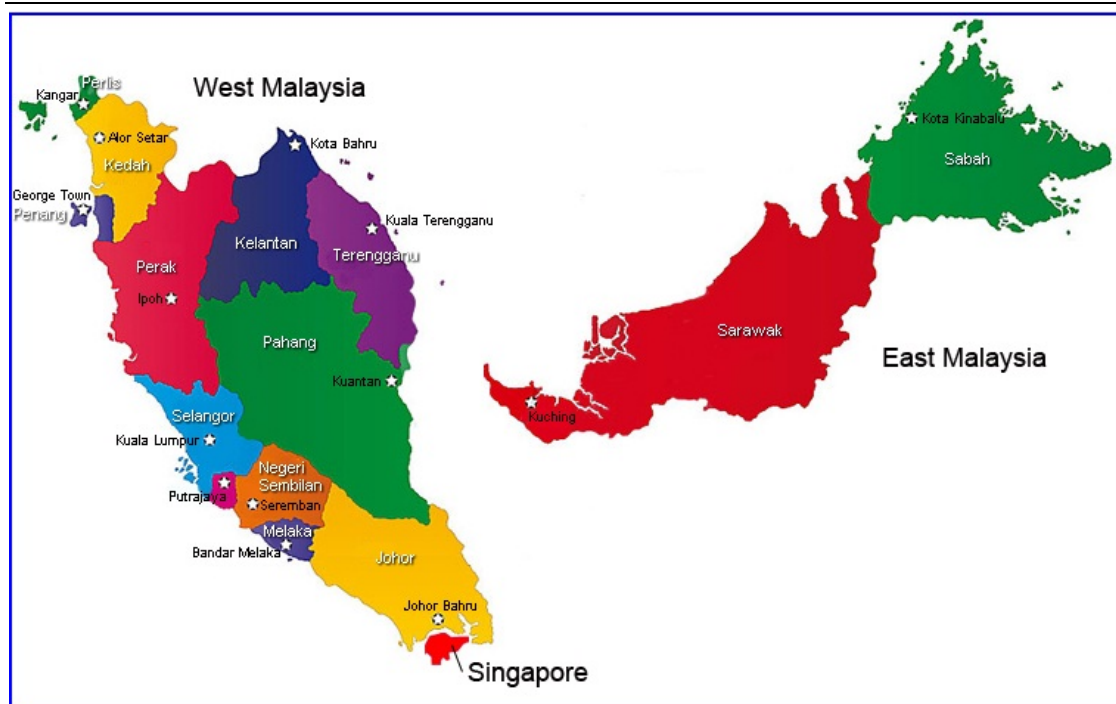 West Malaysia
Perlis
Kangar
Alor Setar
Kedah
George Town
Penang
Kota Bahru
Kuala Terengganu
Kelantan
Terengganu
Perak
Ipoh
Pahang
Kuantan
Selangor
Kuala Lumpur
Negeri
Sembilan
Putrajaya
Seremban
Melaka
Bandar Melaka
Johor
Johor Bahru
Singapore
Kota Kinabalu
Sabah
Sarawak
East Malaysia
Kuching